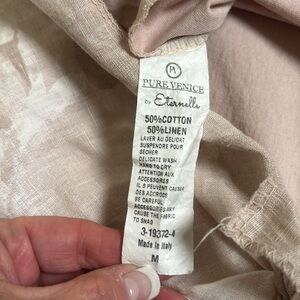 PV
PURE VENICE
by Eternelle
50%COTTON
50%LINEN
LAVER AU DELICAT
SUSPENDRE POUR
SECHER
DELICATE WASH
HANG TO DRY
ATTENTION AUX
ACCESSOIRES
IL S PEUVENT CAUSER
DES ACCROCS
BE CAREFUL
ACCESSORIES MAY
CAUSE THE FABRIC
TO SNAG
3-19372-4
Made in Italy
M